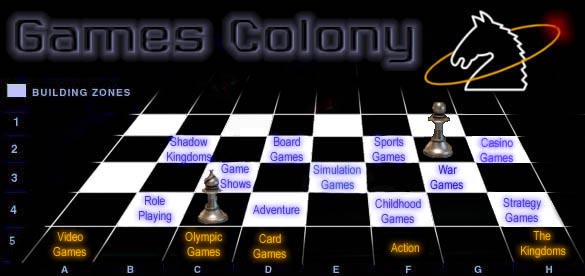 Games Colony
BUILDING ZONES
1
2
Shadow
Kingdoms
Board
Games
Sports
Games
Casino
Games
3
Game
Shows
Simulation
Games
War
Games
4
Role
Playing
Adventure
Childhood
Games
Strategy
Games
5
Video
Games
Olympic
Games
Card
Games
Action
The
Kingdoms
A B C D E F G H